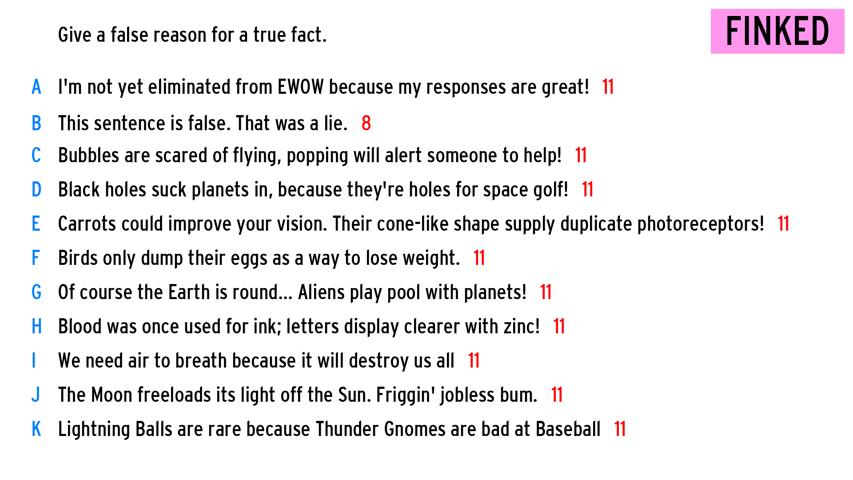 Give a false reason for a true fact.
FINKED
A I'm not yet eliminated from EWOW because my responses are great! 11
B This sentence is false. That was a lie. 8
C Bubbles are scared of flying, popping will alert someone to help! 11
D Black holes suck planets in, because they're holes for space golf! 11
E Carrots could improve your vision. Their cone-like shape supply duplicate photoreceptors! 11
F Birds only dump their eggs as a way to lose weight. 11
G Of course the Earth is round... Aliens play pool with planets! 11
H Blood was once used for ink; letters display clearer with zinc! 11
I We need air to breath because it will destroy us all 11
J The Moon freeloads its light off the Sun. Friggin' jobless bum. 11
K Lightning Balls are rare because Thunder Gnomes are bad at Baseball 11